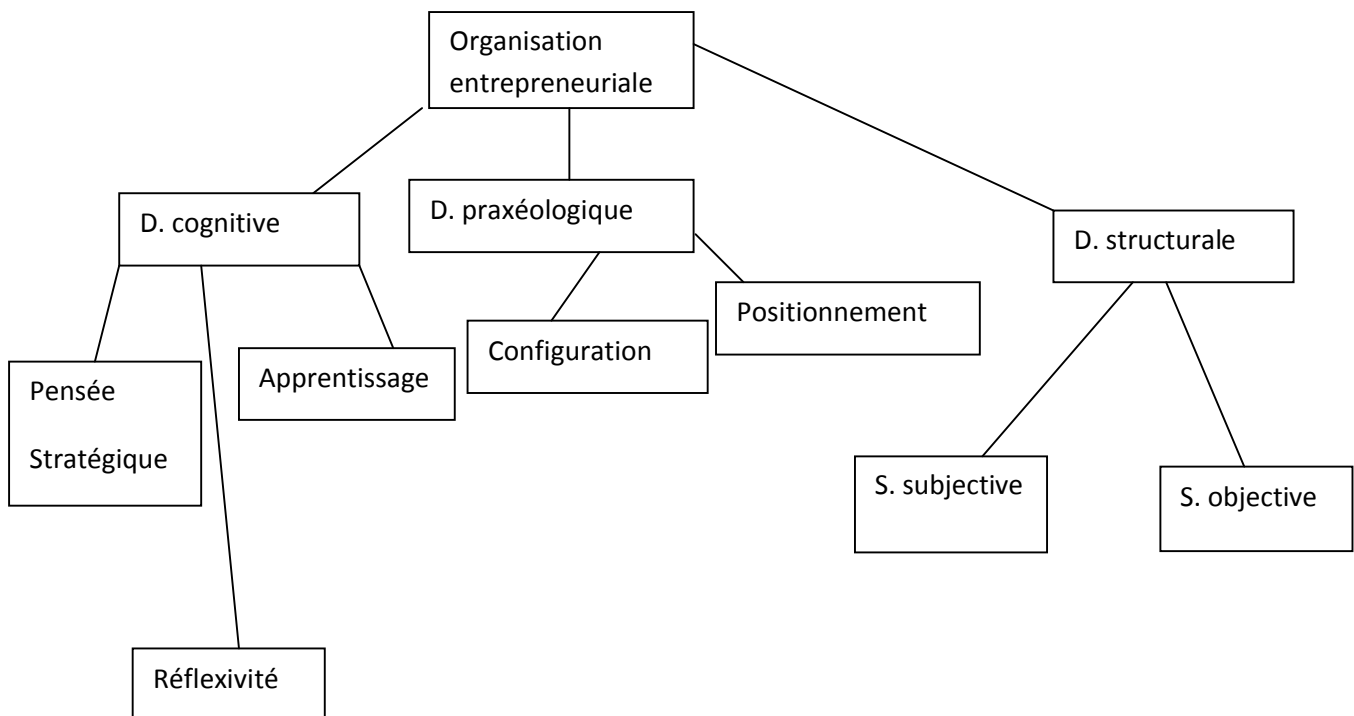 Organisation
entrepreneuriale
D. cognitive
D. praxéologique
D. structurale
Pensée
Stratégique
Apprentissage
Configuration
Positionnement
S. subjective
S. objective
Réflexivité